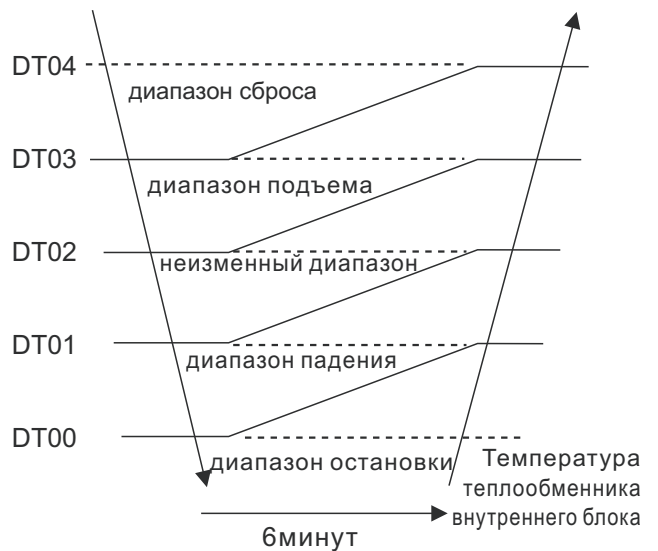 DT04
диапазон сброса
DT03
диапазон подъема
DT02
неизменный диапазон
DT01
диапазон падения
DT00
диапазон остановки
Температура
теплообменника
внутреннего блока
6минут